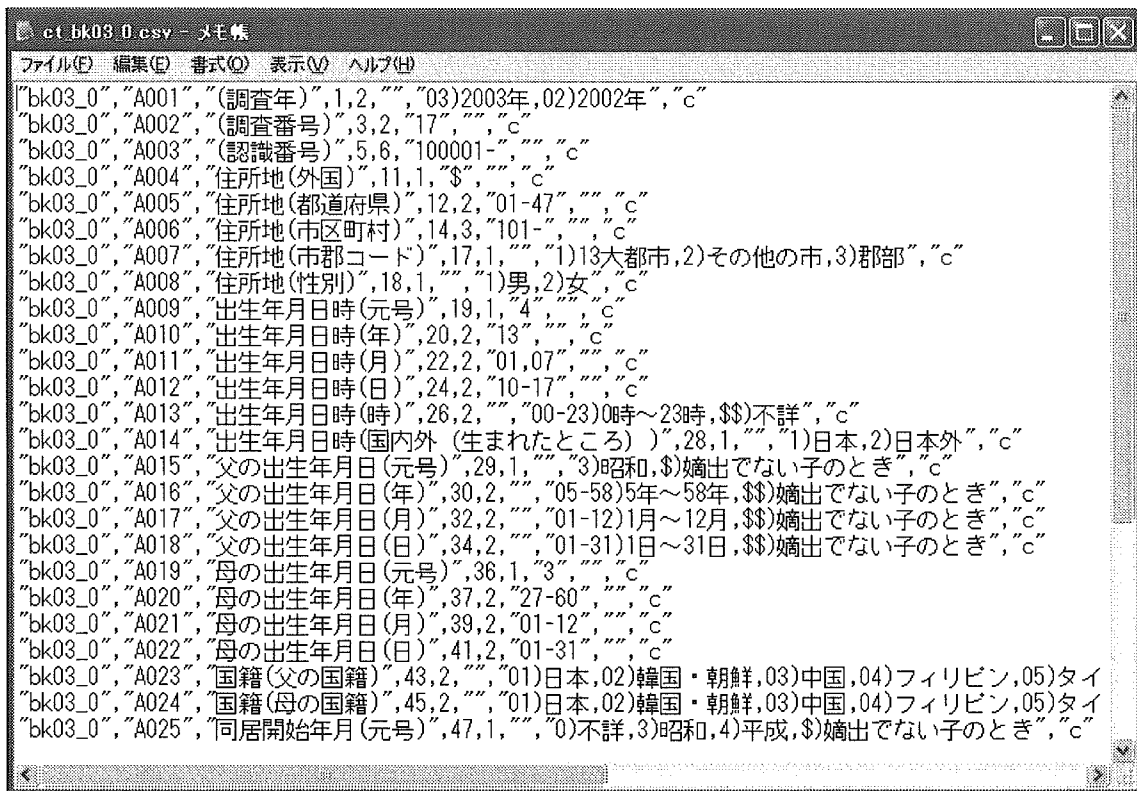 ct_bk03_0.csv - メモ帳
ファイル(F) 編集(E) 書式(O) 表示(V) ヘルプ(H)
"bk03_0","A001","(調査年)",1,2,"","03)2003年,02)2002年","c"
"bk03_0","A002","(調査番号)",3,2,"17","","c"
"bk03_0","A003","(認識番号)",5,6,"100001-","","c"
"bk03_0","A004","住所地(外国)",11,1,"$","","c"
"bk03_0","A005","住所地(都道府県)",12,2,"01-47","","c"
"bk03_0","A006","住所地(市区町村)",14,3,"101-","","c"
"bk03_0","A007","住所地(市郡コード)",17,1,"","1)13大都市,2)その他の市,3)郡部","c"
"bk03_0","A008","住所地(性別)",18,1,"","1)男,2)女","c"
"bk03_0","A009","出生年月日時(元号)",19,1,"4","","c"
"bk03_0","A010","出生年月日時(年)",20,2,"13","","c"
"bk03_0","A011","出生年月日時(月)",22,2,"01,07","","c"
"bk03_0","A012","出生年月日時(日)",24,2,"10-17","","c"
"bk03_0","A013","出生年月日時(時)",26,2,"","00-23)0時～23時,$$)不詳","c"
"bk03_0","A014","出生年月日時(国内外（生まれたところ）)",28,1,"","1)日本,2)日本外","c"
"bk03_0","A015","父の出生年月日(元号)",29,1,"","3)昭和,$)嫡出でない子のとき","c"
"bk03_0","A016","父の出生年月日(年)",30,2,"","05-58)5年～58年,$$)嫡出でない子のとき","c"
"bk03_0","A017","父の出生年月日(月)",32,2,"","01-12)1月～12月,$$)嫡出でない子のとき","c"
"bk03_0","A018","父の出生年月日(日)",34,2,"","01-31)1日～31日,$$)嫡出でない子のとき","c"
"bk03_0","A019","母の出生年月日(元号)",36,1,"3","","c"
"bk03_0","A020","母の出生年月日(年)",37,2,"27-60","","c"
"bk03_0","A021","母の出生年月日(月)",39,2,"01-12","","c"
"bk03_0","A022","母の出生年月日(日)",41,2,"01-31","","c"
"bk03_0","A023","国籍(父の国籍)",43,2,"","01)日本,02)韓国・朝鮮,03)中国,04)フィリピン,05)タイ
"bk03_0","A024","国籍(母の国籍)",45,2,"","01)日本,02)韓国・朝鮮,03)中国,04)フィリピン,05)タイ
"bk03_0","A025","同居開始年月(元号)",47,1,"","0)不詳,3)昭和,4)平成,$)嫡出でない子のとき","c"